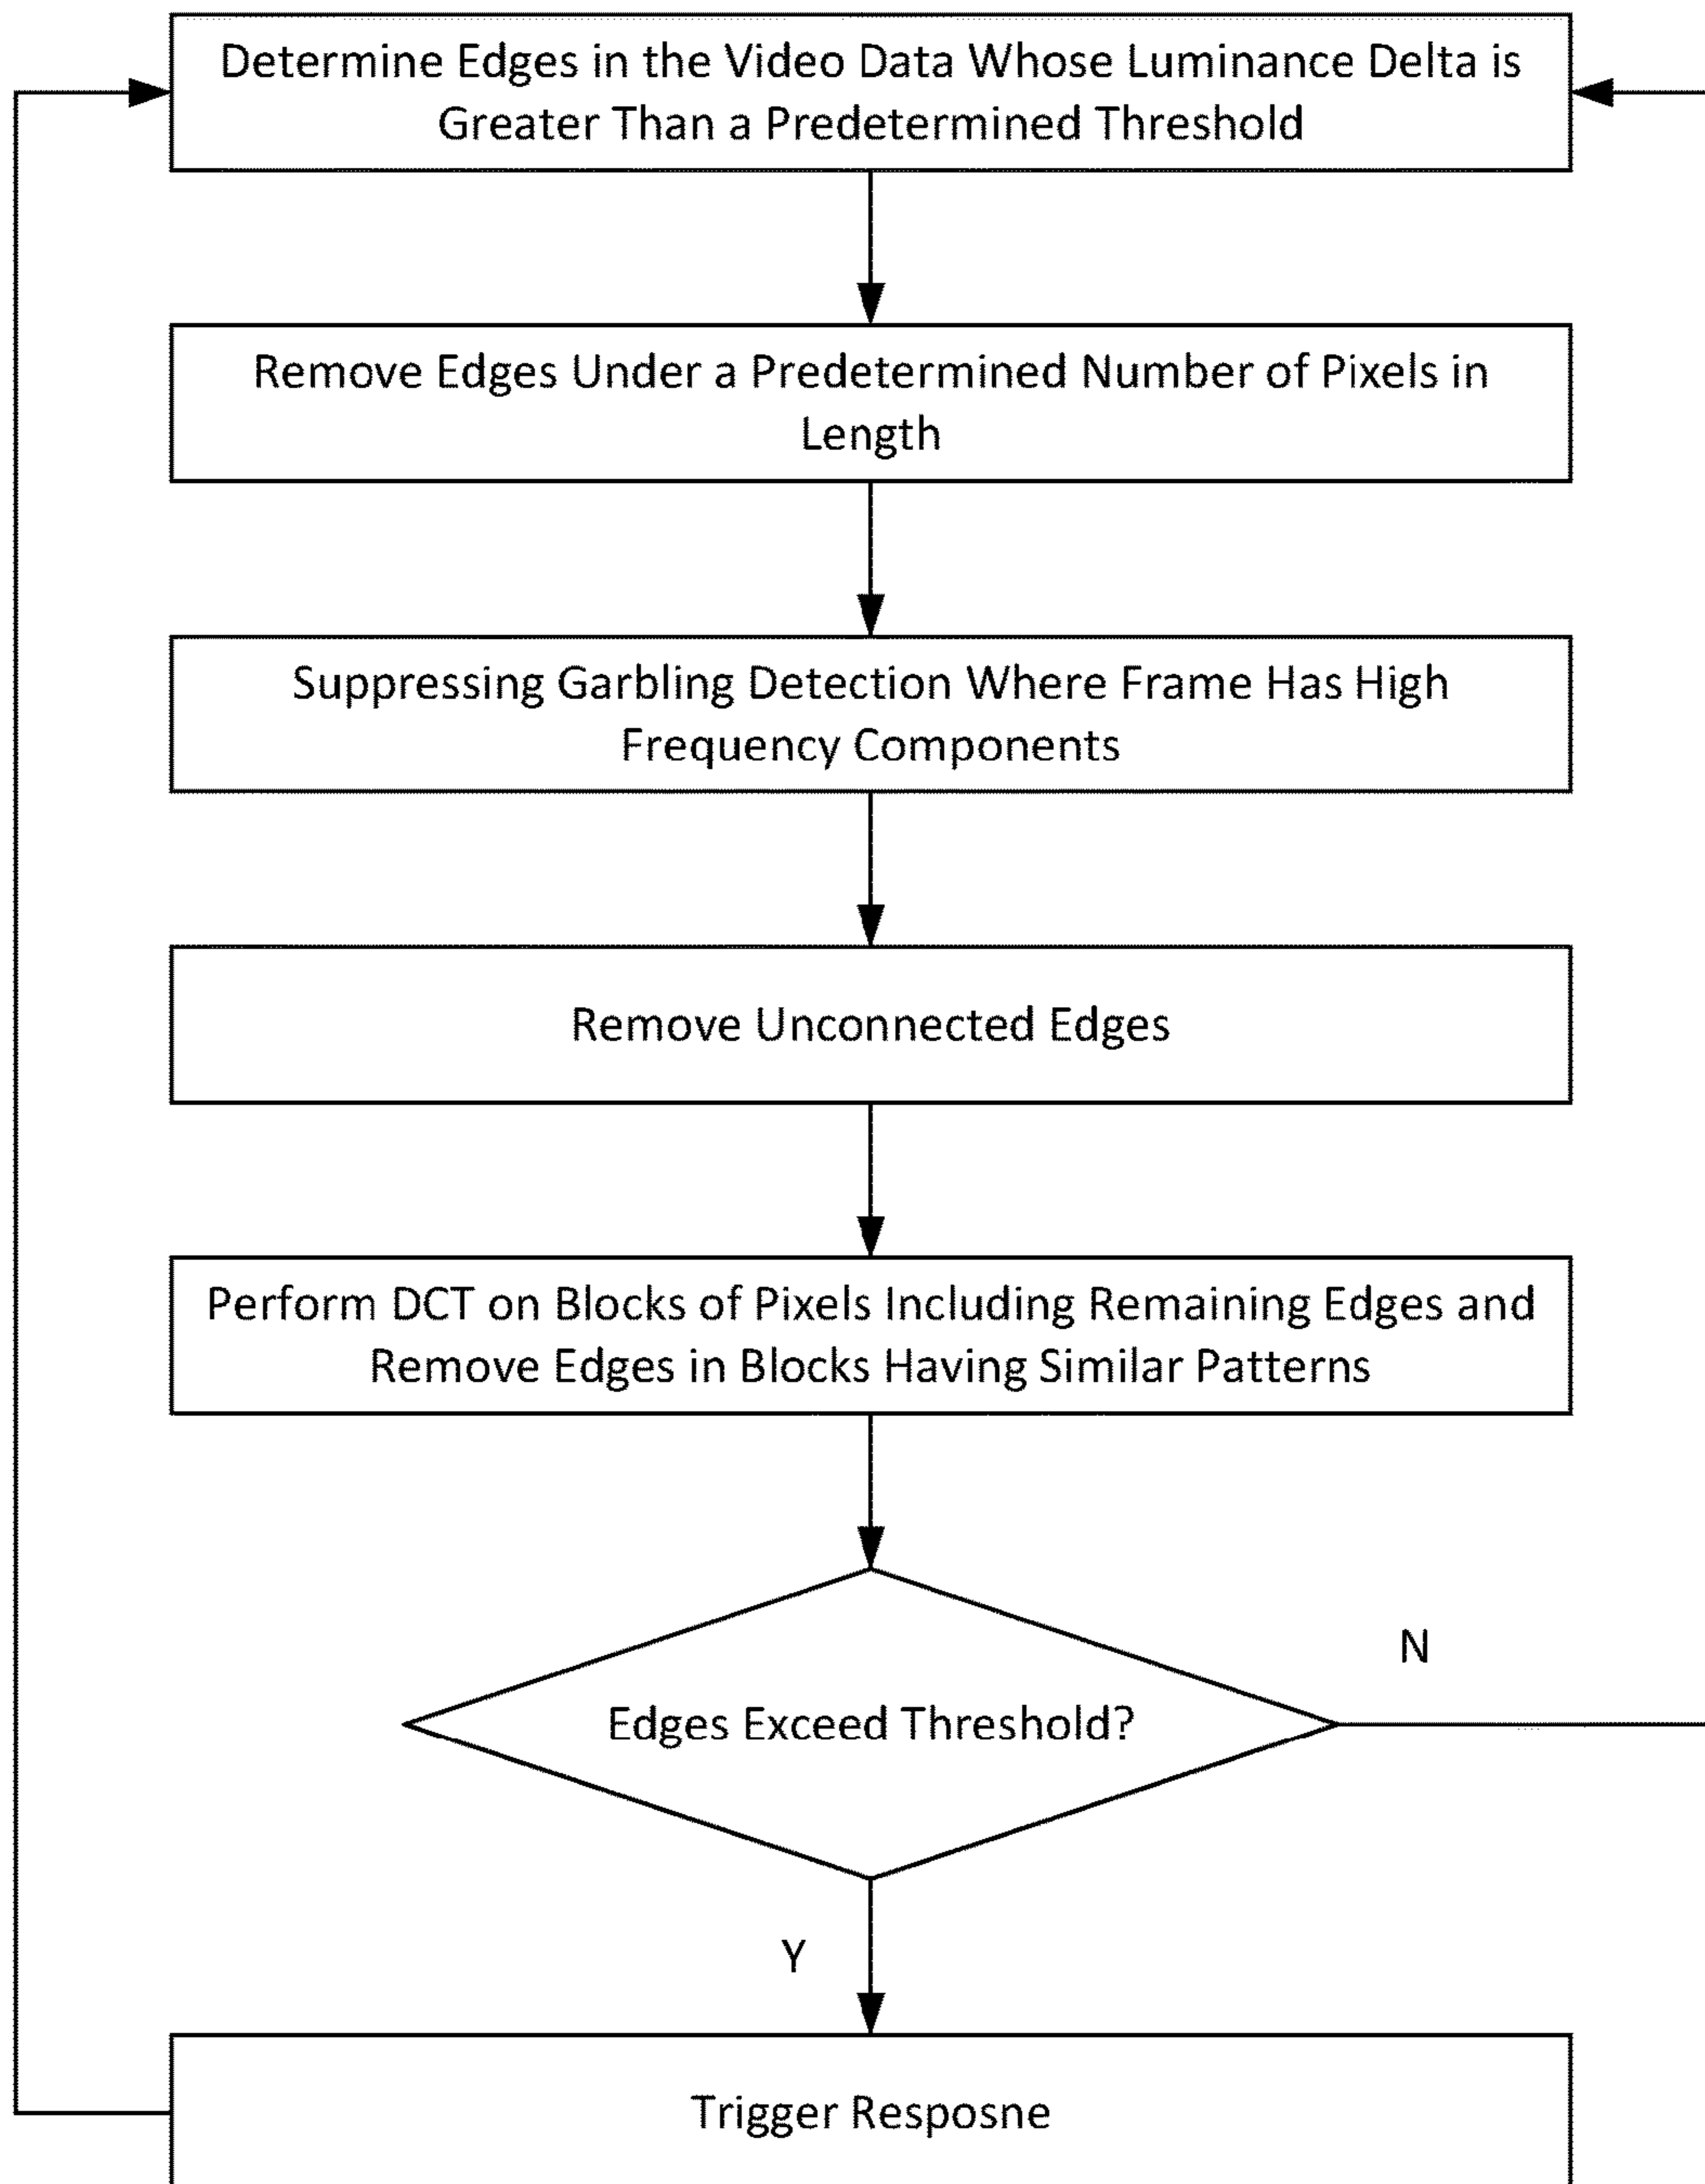 Determine Edges in the Video Data Whose Luminance Delta is
Greater Than a Predetermined Threshold
Remove Edges Under a Predetermined Number of Pixels in
Length
Suppressing Garbling Detection Where Frame Has High
Frequency Components
Remove Unconnected Edges
Perform DCT on Blocks of Pixels Including Remaining Edges and
Remove Edges in Blocks Having Similar Patterns
N
Edges Exceed Threshold?
Y
Trigger Resposne